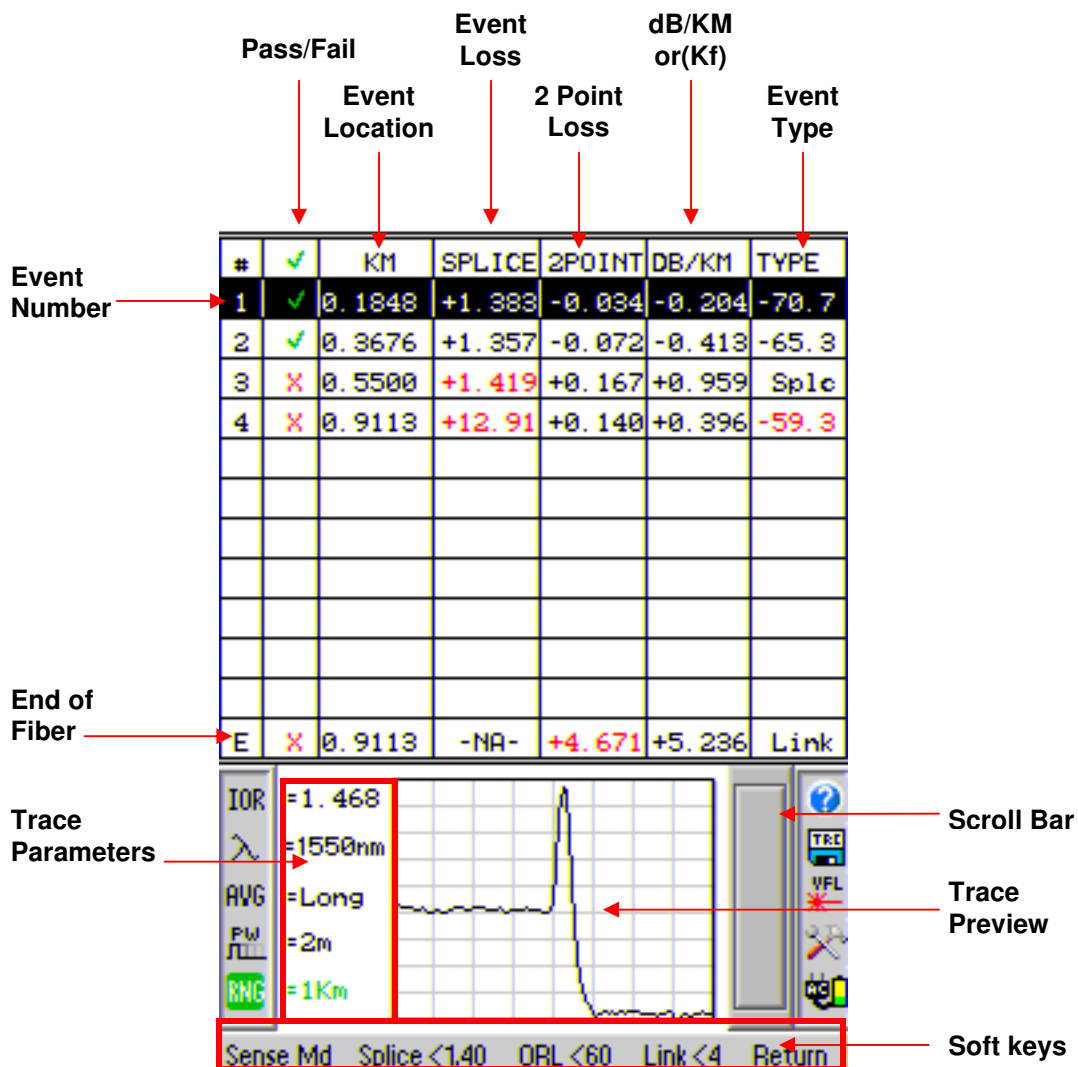 Pass/Fail
Event
Loss
dB/KM
or(Kf)
Event
Location
2 Point
Loss
Event
Type
# ✓ KM SPLICE 2POINT DB/KM TYPE
Event
Number
1 ✓ 0.1848 +1.383 -0.034 -0.204 -70.7
2 ✓ 0.3676 +1.357 -0.072 -0.413 -65.3
3 X 0.5500 +1.419 +0.167 +0.959 Splc
4 X 0.9113 +12.91 +0.140 +0.396 -59.3
End of
Fiber
E X 0.9113 -NA- +4.671 +5.236 Link
Trace
Parameters
IOR =1.468
λ =1550nm
AVG =Long
PW =2m
RNG =1Km
?
TRC
VFL
AC
Scroll Bar
Trace
Preview
Sense Md Splice <1.40 ORL <60 Link <4 Return
Soft keys